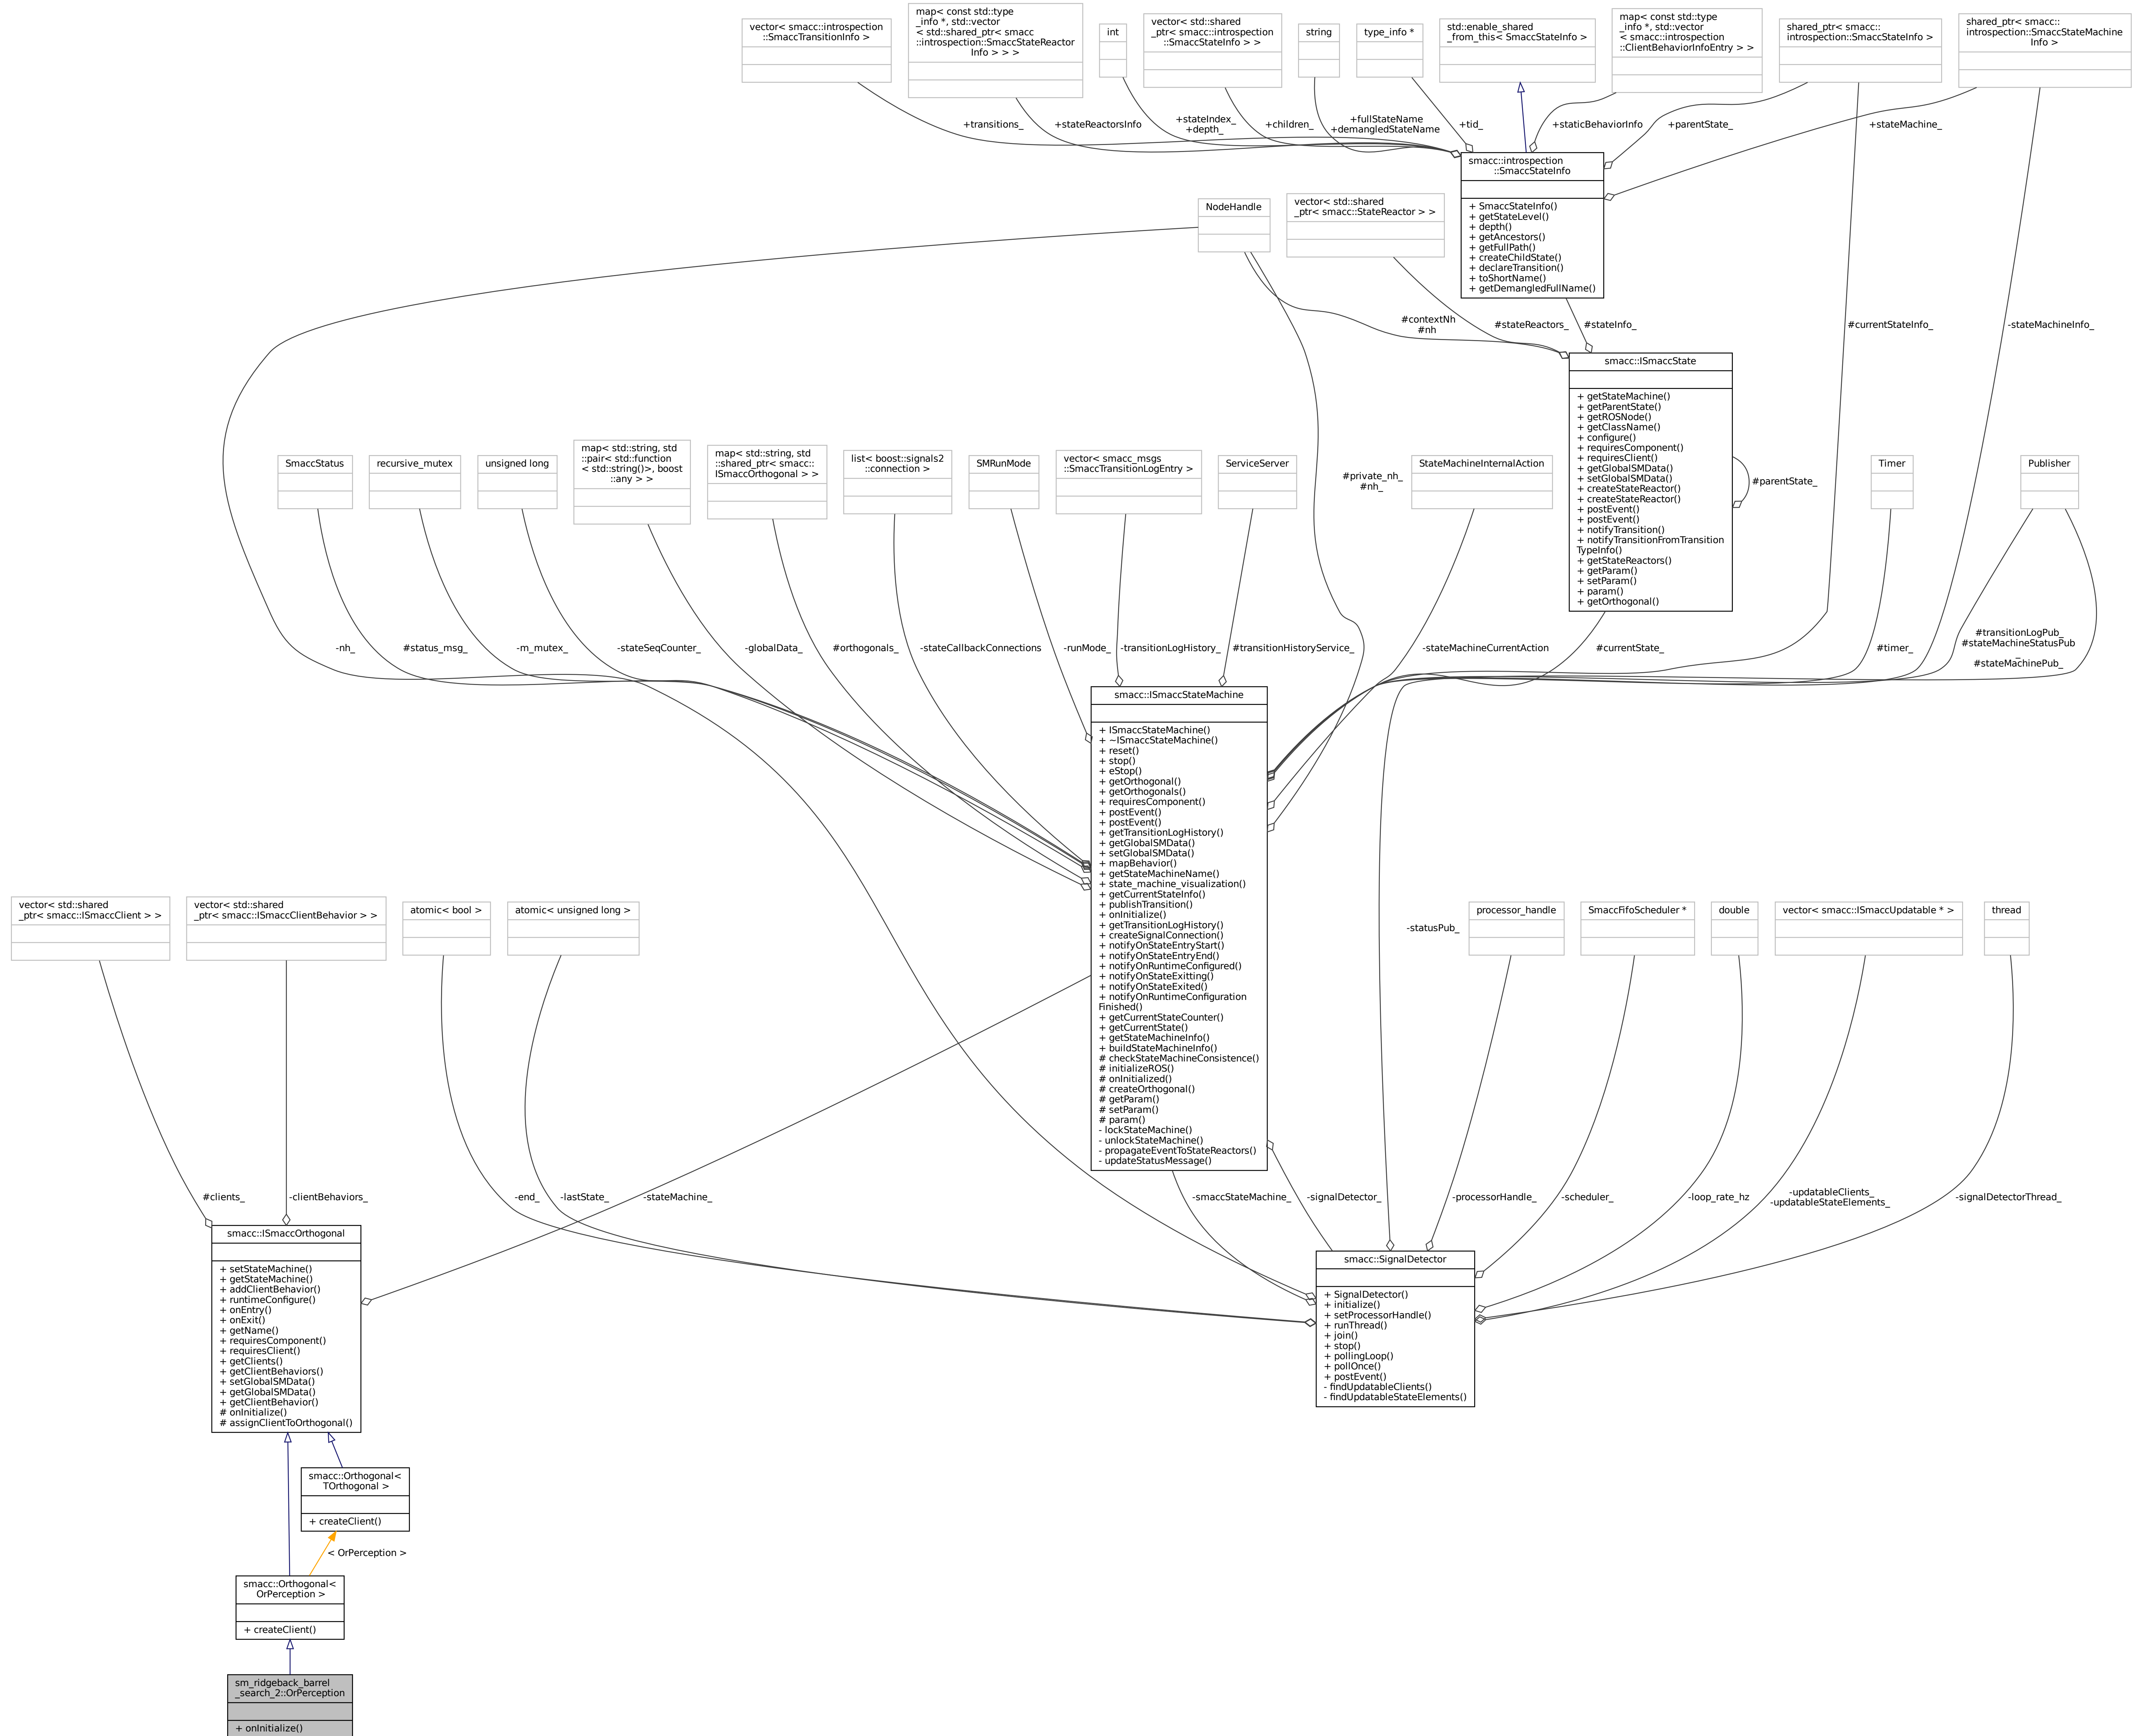 vector< smacc::introspection
::SmaccTransitionInfo >
map< const std::type
_info *, std::vector
< std::shared_ptr< smacc
::introspection::SmaccStateReactor
Info > > >
int
vector< std::shared
_ptr< smacc::introspection
::SmaccStateInfo > >
string
type_info *
std::enable_shared
_from_this< SmaccStateInfo >
map< const std::type
_info *, std::vector
< smacc::introspection
::ClientBehaviorInfoEntry > >
shared_ptr< smacc::
introspection::SmaccStateInfo >
shared_ptr< smacc::
introspection::SmaccStateMachine
Info >
+transitions_
+stateReactorsInfo
+stateIndex_
+depth_
+children_
+fullStateName
+demangledStateName
+tid_
+staticBehaviorInfo
+parentState_
+stateMachine_
smacc::introspection
::SmaccStateInfo
+ SmaccStateInfo()
+ getStateLevel()
+ depth()
+ getAncestors()
+ getFullPath()
+ createChildState()
+ declareTransition()
+ toShortName()
+ getDemangledFullName()
NodeHandle
vector< std::shared
_ptr< smacc::StateReactor > >
#contextNh
#nh
#stateReactors_
#stateInfo_
#currentStateInfo_
-stateMachineInfo_
smacc::ISmaccState
+ getStateMachine()
+ getParentState()
+ getROSNode()
+ getClassName()
+ configure()
+ requiresComponent()
+ requiresClient()
+ getGlobalSMData()
+ setGlobalSMData()
+ createStateReactor()
+ createStateReactor()
+ postEvent()
+ postEvent()
+ notifyTransition()
+ notifyTransitionFromTransition
TypeInfo()
+ getStateReactors()
+ getParam()
+ setParam()
+ param()
+ getOrthogonal()
#parentState_
SmaccStatus
recursive_mutex
unsigned long
map< std::string, std
::pair< std::function
< std::string()>, boost
::any > >
map< std::string, std
::shared_ptr< smacc::
ISmaccOrthogonal > >
list< boost::signals2
::connection >
SMRunMode
vector< smacc_msgs
::SmaccTransitionLogEntry >
ServiceServer
#private_nh_
#nh_
StateMachineInternalAction
Timer
Publisher
-nh_
#status_msg_
-m_mutex_
-stateSeqCounter_
-globalData_
#orthogonals_
-stateCallbackConnections
-runMode_
-transitionLogHistory_
#transitionHistoryService_
-stateMachineCurrentAction
#currentState_
#timer_
#transitionLogPub_
#stateMachineStatusPub
_
#stateMachinePub_
smacc::ISmaccStateMachine
+ ISmaccStateMachine()
+ ~ISmaccStateMachine()
+ reset()
+ stop()
+ eStop()
+ getOrthogonal()
+ getOrthogonals()
+ requiresComponent()
+ postEvent()
+ postEvent()
+ getTransitionLogHistory()
+ getGlobalSMData()
+ setGlobalSMData()
+ mapBehavior()
+ getStateMachineName()
+ state_machine_visualization()
+ getCurrentStateInfo()
+ publishTransition()
+ onInitialize()
+ getTransitionLogHistory()
+ createSignalConnection()
+ notifyOnStateEntryStart()
+ notifyOnStateEntryEnd()
+ notifyOnRuntimeConfigured()
+ notifyOnStateExitting()
+ notifyOnStateExited()
+ notifyOnRuntimeConfiguration
Finished()
+ getCurrentStateCounter()
+ getCurrentState()
+ getStateMachineInfo()
+ buildStateMachineInfo()
# checkStateMachineConsistence()
# initializeROS()
# onInitialized()
# createOrthogonal()
# getParam()
# setParam()
# param()
- lockStateMachine()
- unlockStateMachine()
- propagateEventToStateReactors()
- updateStatusMessage()
vector< std::shared
_ptr< smacc::ISmaccClient > >
vector< std::shared
_ptr< smacc::ISmaccClientBehavior > >
atomic< bool >
atomic< unsigned long >
-statusPub_
processor_handle
SmaccFifoScheduler *
double
vector< smacc::ISmaccUpdatable * >
thread
#clients_
-clientBehaviors_
-end_
-lastState_
-stateMachine_
-smaccStateMachine_
-signalDetector_
-processorHandle_
-scheduler_
-loop_rate_hz
-updatableClients_
-updatableStateElements_
-signalDetectorThread_
smacc::ISmaccOrthogonal
+ setStateMachine()
+ getStateMachine()
+ addClientBehavior()
+ runtimeConfigure()
+ onEntry()
+ onExit()
+ getName()
+ requiresComponent()
+ requiresClient()
+ getClients()
+ getClientBehaviors()
+ setGlobalSMData()
+ getGlobalSMData()
+ getClientBehavior()
# onInitialize()
# assignClientToOrthogonal()
smacc::SignalDetector
+ SignalDetector()
+ initialize()
+ setProcessorHandle()
+ runThread()
+ join()
+ stop()
+ pollingLoop()
+ pollOnce()
+ postEvent()
- findUpdatableClients()
- findUpdatableStateElements()
smacc::Orthogonal<
TOrthogonal >
+ createClient()
< OrPerception >
smacc::Orthogonal<
OrPerception >
+ createClient()
sm_ridgeback_barrel
_search_2::OrPerception
+ onInitialize()